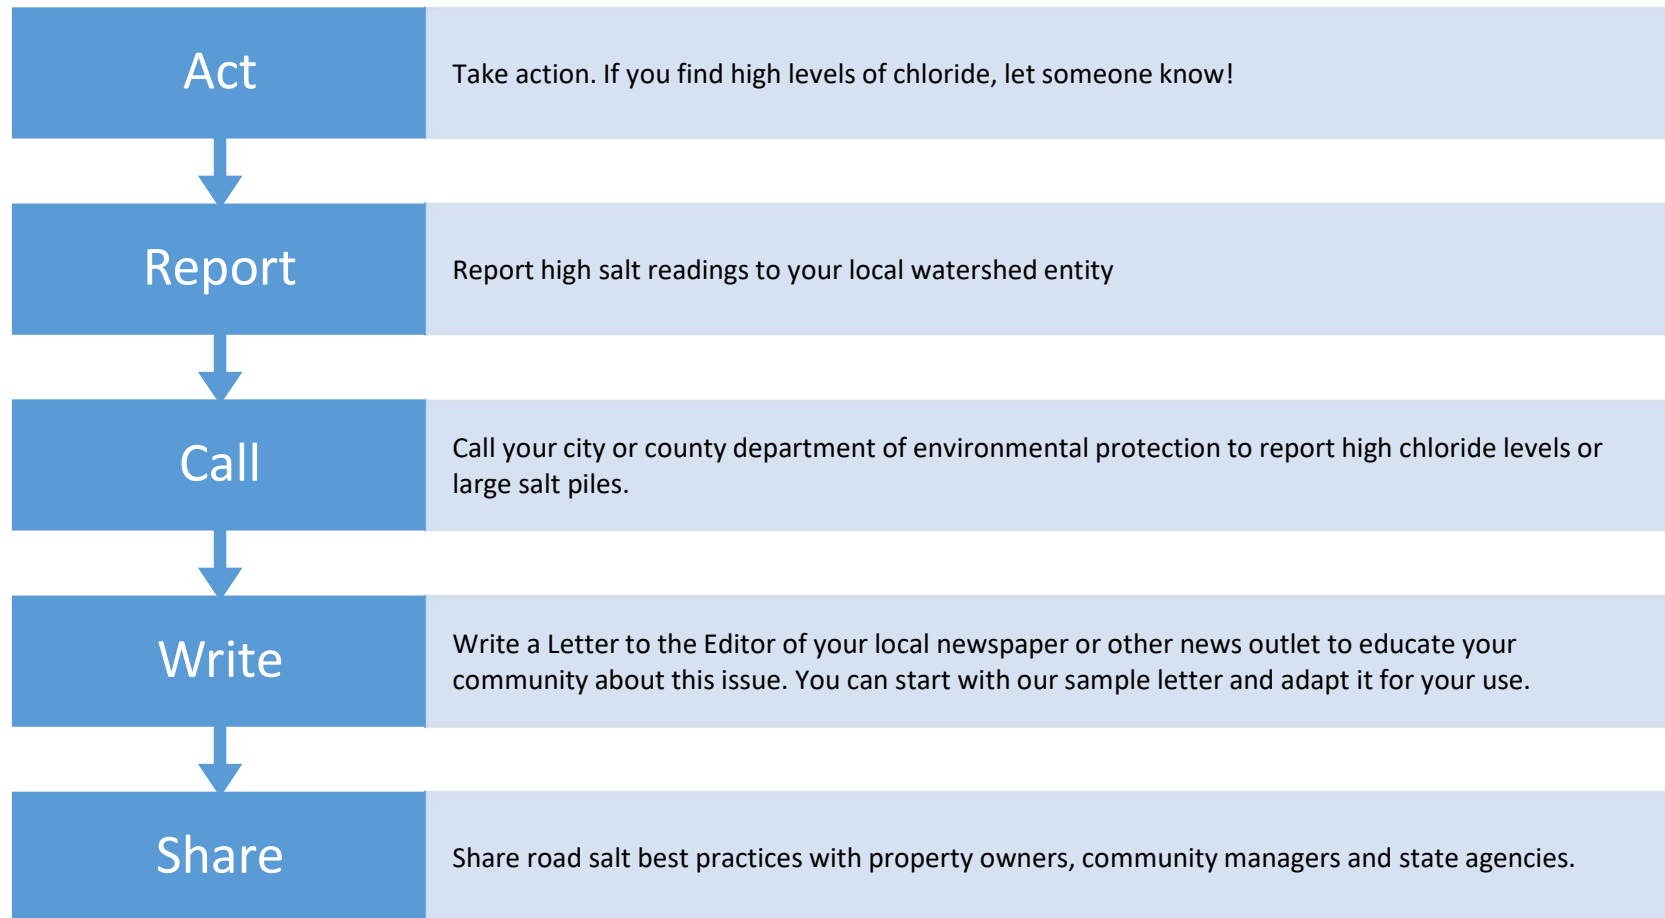 Act
Take action. If you find high levels of chloride, let someone know!
Report
Report high salt readings to your local watershed entity
Call
Call your city or county department of environmental protection to report high chloride levels or
large salt piles.
Write
Write a Letter to the Editor of your local newspaper or other news outlet to educate your
community about this issue. You can start with our sample letter and adapt it for your use.
Share
Share road salt best practices with property owners, community managers and state agencies.